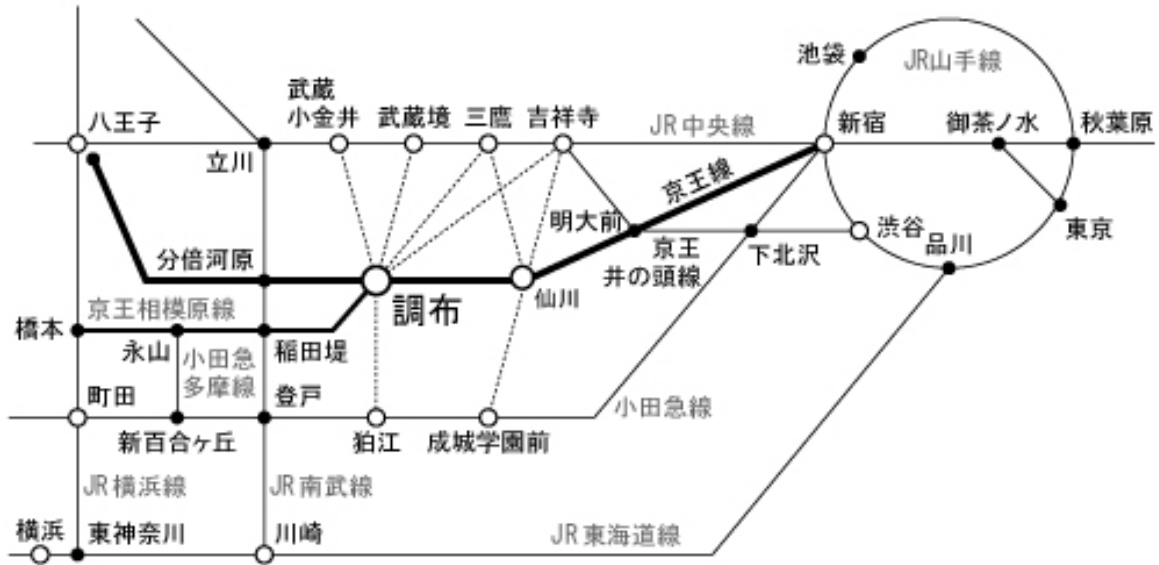 池袋
JR山手線
武蔵
小金井
武蔵境
三鷹
吉祥寺
JR中央線
新宿
御茶ノ水
秋葉原
八王子
立川
京王線
明大前
京王
井の頭線
下北沢
渋谷
品川
東京
分倍河原
調布
仙川
京王相模原線
橋本
永山
小田急
多摩線
稲田堤
町田
登戸
新百合ヶ丘
狛江
成城学園前
小田急線
JR横浜線
JR南武線
横浜
東神奈川
川崎
JR東海道線